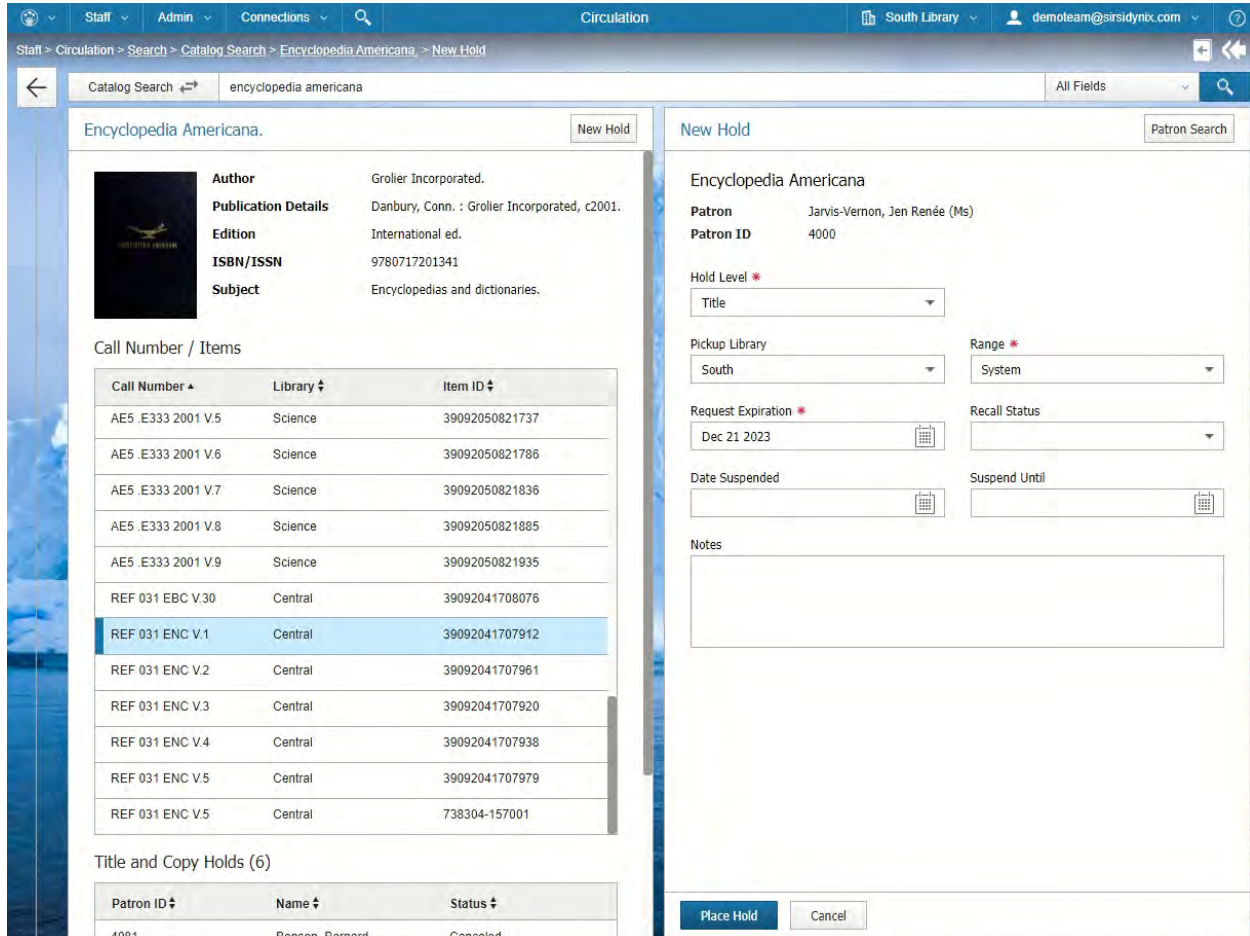 Staff Admin Connections Circulation South Library demoteam@sirsidynix.com
Staff > Circulation > Search > Catalog Search > Encyclopedia Americana. > New Hold
Catalog Search encyclopedia americana All Fields
Encyclopedia Americana. New Hold
Author Grolier Incorporated.
Publication Details Danbury, Conn. : Grolier Incorporated, c2001.
Edition International ed.
ISBN/ISSN 9780717201341
Subject Encyclopedias and dictionaries.
Call Number / Items
Call Number Library Item ID
AE5 .E333 2001 V.5 Science 39092050821737
AE5 .E333 2001 V.6 Science 39092050821786
AE5 .E333 2001 V.7 Science 39092050821836
AE5 .E333 2001 V.8 Science 39092050821885
AE5 .E333 2001 V.9 Science 39092050821935
REF 031 EBC V.30 Central 39092041708076
REF 031 ENC V.1 Central 39092041707912
REF 031 ENC V.2 Central 39092041707961
REF 031 ENC V.3 Central 39092041707920
REF 031 ENC V.4 Central 39092041707938
REF 031 ENC V.5 Central 39092041707979
REF 031 ENC V.5 Central 738304-157001
Title and Copy Holds (6)
Patron ID Name Status
4081 Benson, Bernard Canceled
New Hold Patron Search
Encyclopedia Americana
Patron Jarvis-Vernon, Jen Renée (Ms)
Patron ID 4000
Hold Level *
Title
Pickup Library Range *
South System
Request Expiration * Recall Status
Dec 21 2023
Date Suspended Suspend Until
Notes
Place Hold Cancel